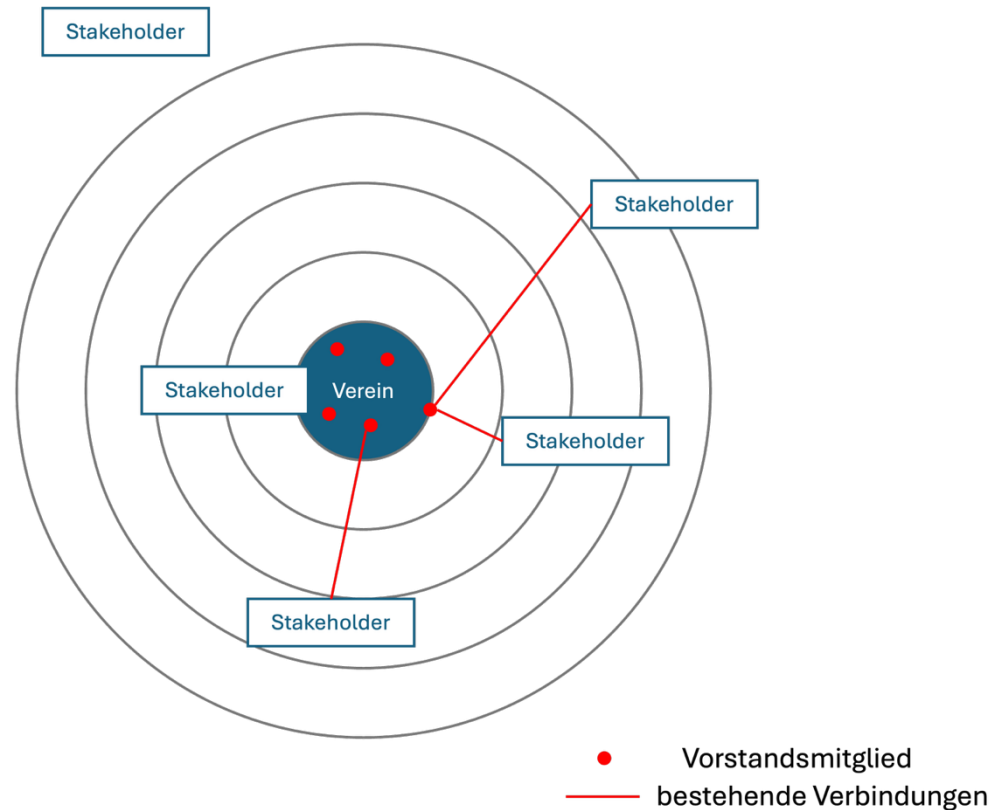 Stakeholder
Stakeholder
Stakeholder
Verein
Stakeholder
Stakeholder
Vorstandsmitglied
bestehende Verbindungen